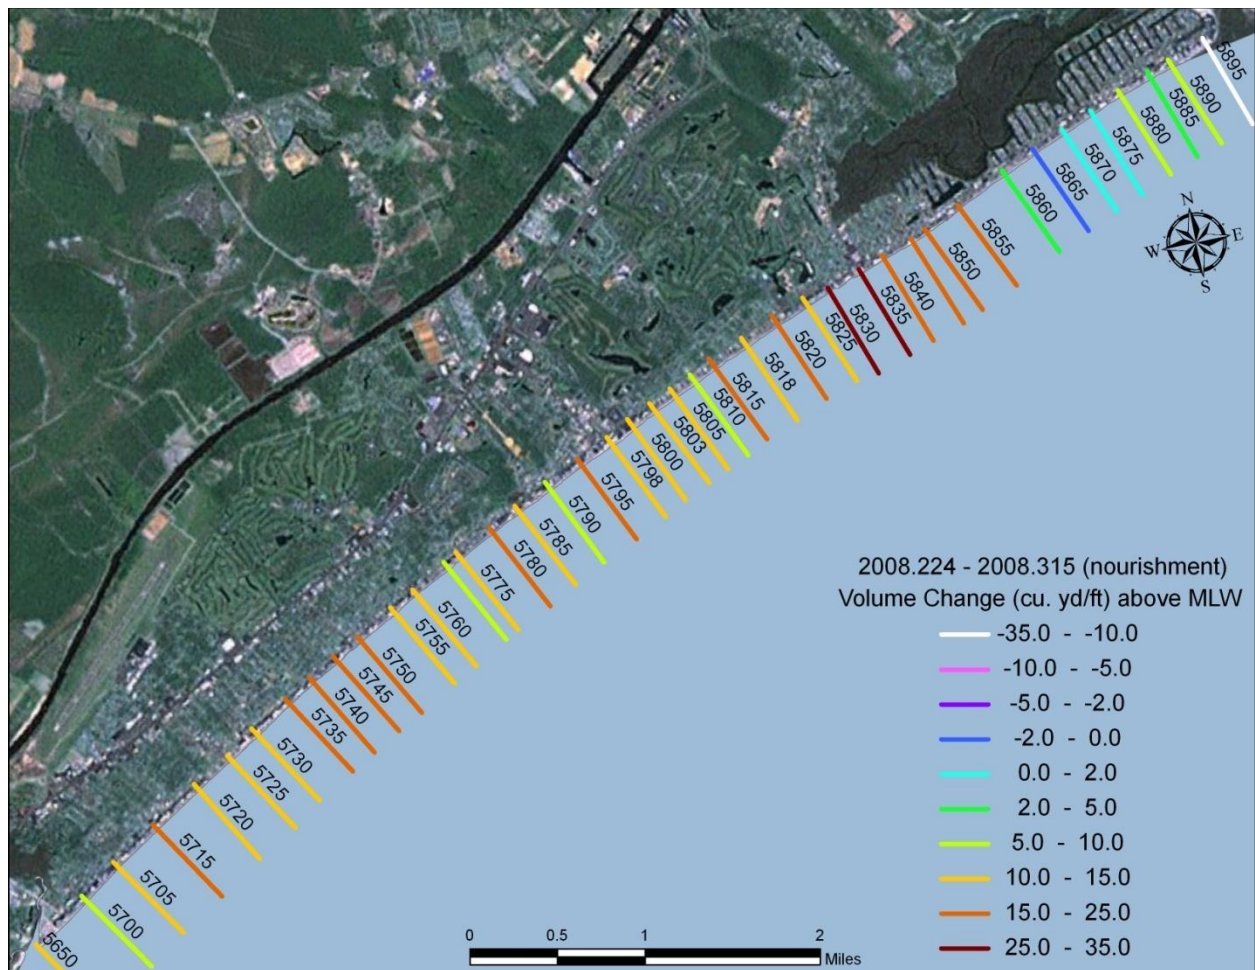 5895
5890
5885
5880
5875
5870
5865
5860
5855
5850
5840
5835
5830
5825
5820
5818
5815
5810
5805
5803
5800
5798
5795
5790
5785
5780
5775
5760
5755
5750
5745
5740
5735
5730
5725
5720
5715
5705
5700
5650
N
W E
S
2008.224 - 2008.315 (nourishment)
Volume Change (cu. yd/ft) above MLW
-35.0 - -10.0
-10.0 - -5.0
-5.0 - -2.0
-2.0 - 0.0
0.0 - 2.0
2.0 - 5.0
5.0 - 10.0
10.0 - 15.0
15.0 - 25.0
25.0 - 35.0
0 0.5 1 2
Miles